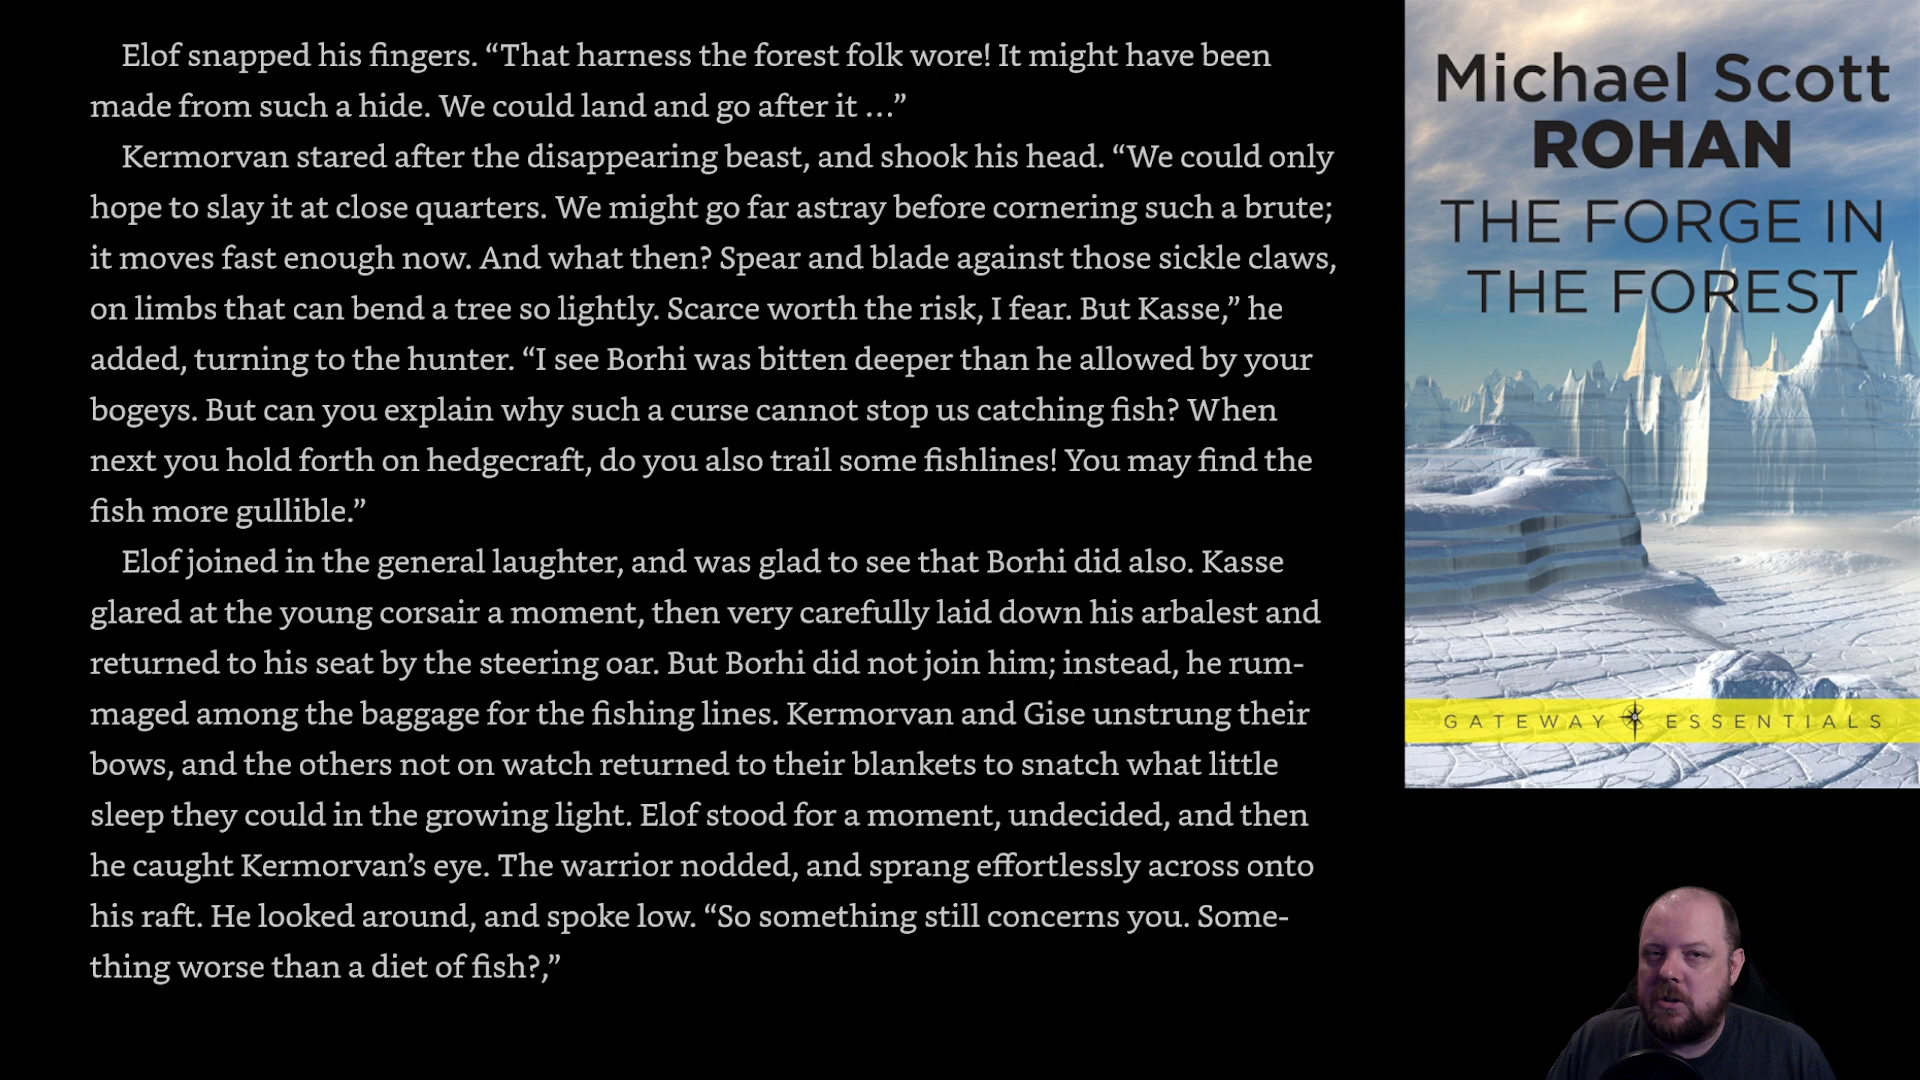 Elof snapped his fingers. “That harness the forest folk wore! It might have been
made from such a hide. We could land and go after it …”
Kermorvan stared after the disappearing beast, and shook his head. “We could only
hope to slay it at close quarters. We might go far astray before cornering such a brute;
it moves fast enough now. And what then? Spear and blade against those sickle claws,
on limbs that can bend a tree so lightly. Scarce worth the risk, I fear. But Kasse,” he
added, turning to the hunter. “I see Borhi was bitten deeper than he allowed by your
bogeys. But can you explain why such a curse cannot stop us catching fish? When
next you hold forth on hedgecraft, do you also trail some fishlines! You may find the
fish more gullible.”
Elof joined in the general laughter, and was glad to see that Borhi did also. Kasse
glared at the young corsair a moment, then very carefully laid down his arbalest and
returned to his seat by the steering oar. But Borhi did not join him; instead, he rum-
maged among the baggage for the fishing lines. Kermorvan and Gise unstrung their
bows, and the others not on watch returned to their blankets to snatch what little
sleep they could in the growing light. Elof stood for a moment, undecided, and then
he caught Kermorvan’s eye. The warrior nodded, and sprang effortlessly across onto
his raft. He looked around, and spoke low. “So something still concerns you. Some-
thing worse than a diet of fish?,”
Michael Scott
ROHAN
THE FORGE IN
THE FOREST
GATEWAY ESSENTIALS